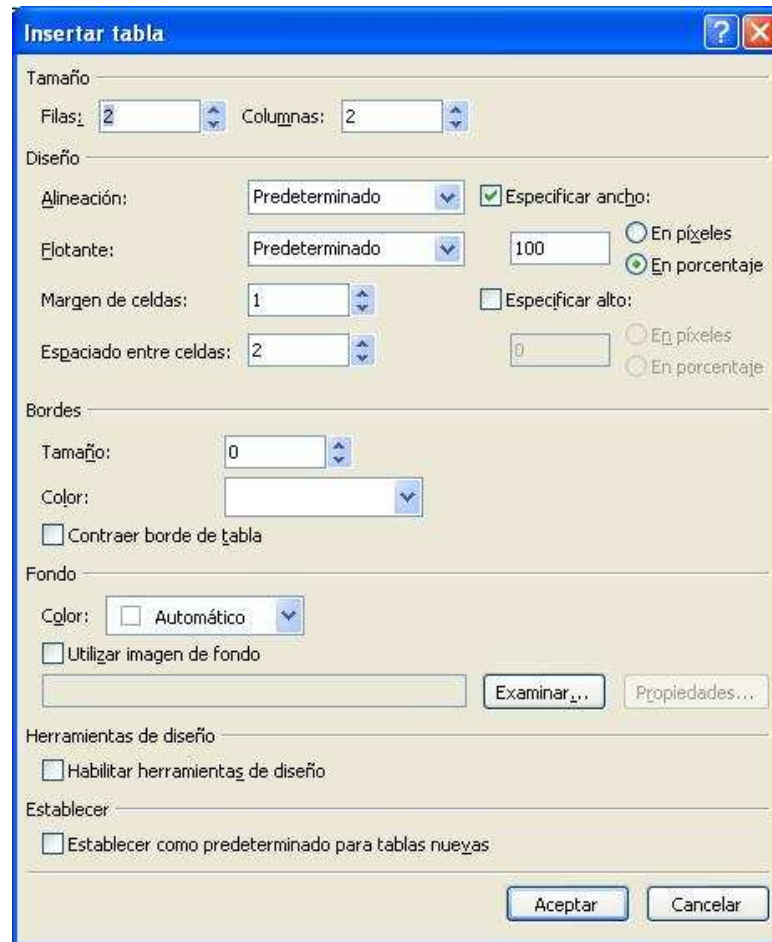 Insertar tabla
Tamaño
Filas: 2 Columnas: 2
Diseño
Alineación: Predeterminado Especificar ancho:
Flotante: Predeterminado 100 En píxeles
En porcentaje
Margen de celdas: 1 Especificar alto:
Espaciado entre celdas: 2 0 En píxeles
En porcentaje
Bordes
Tamaño: 0
Color:
Contraer borde de tabla
Fondo
Color: Automático
Utilizar imagen de fondo
Examinar... Propiedades...
Herramientas de diseño
Habilitar herramientas de diseño
Establecer
Establecer como predeterminado para tablas nuevas
Aceptar Cancelar